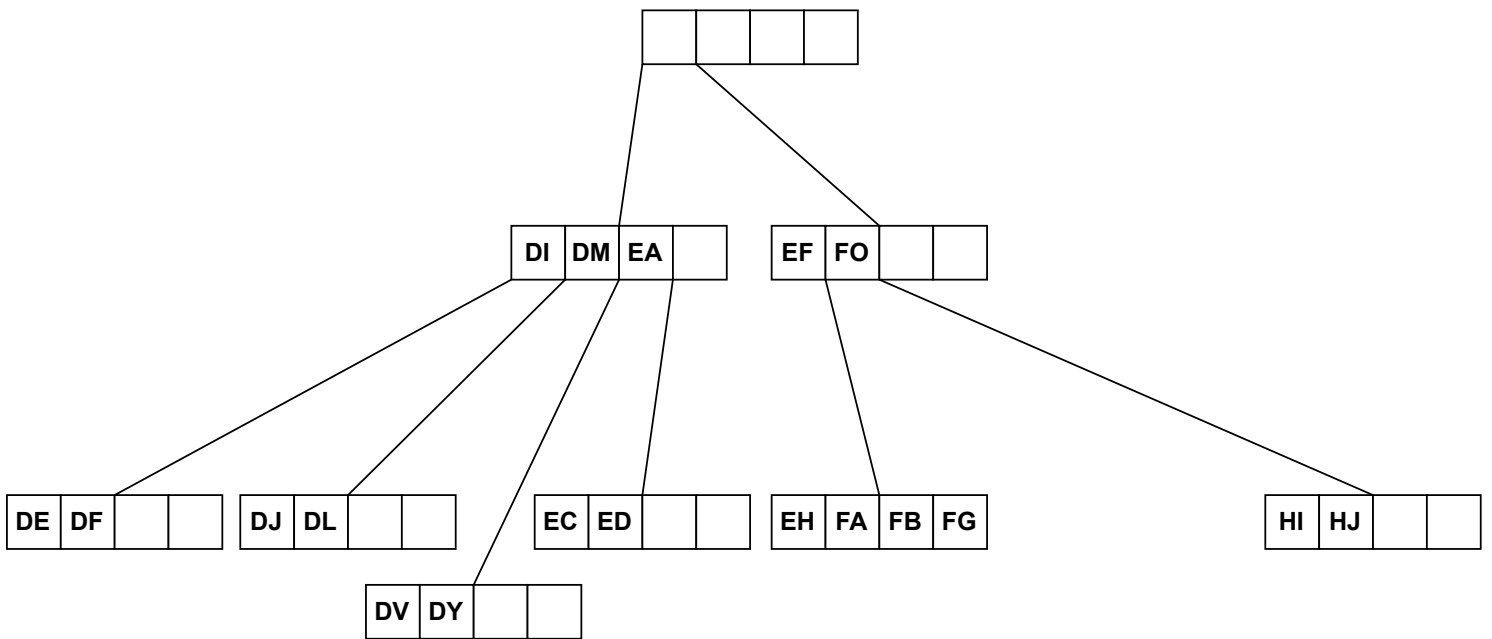 DI DM EA
EF FO
DE DF
DJ DL
EC ED
EH FA FB FG
HI HJ
DV DY